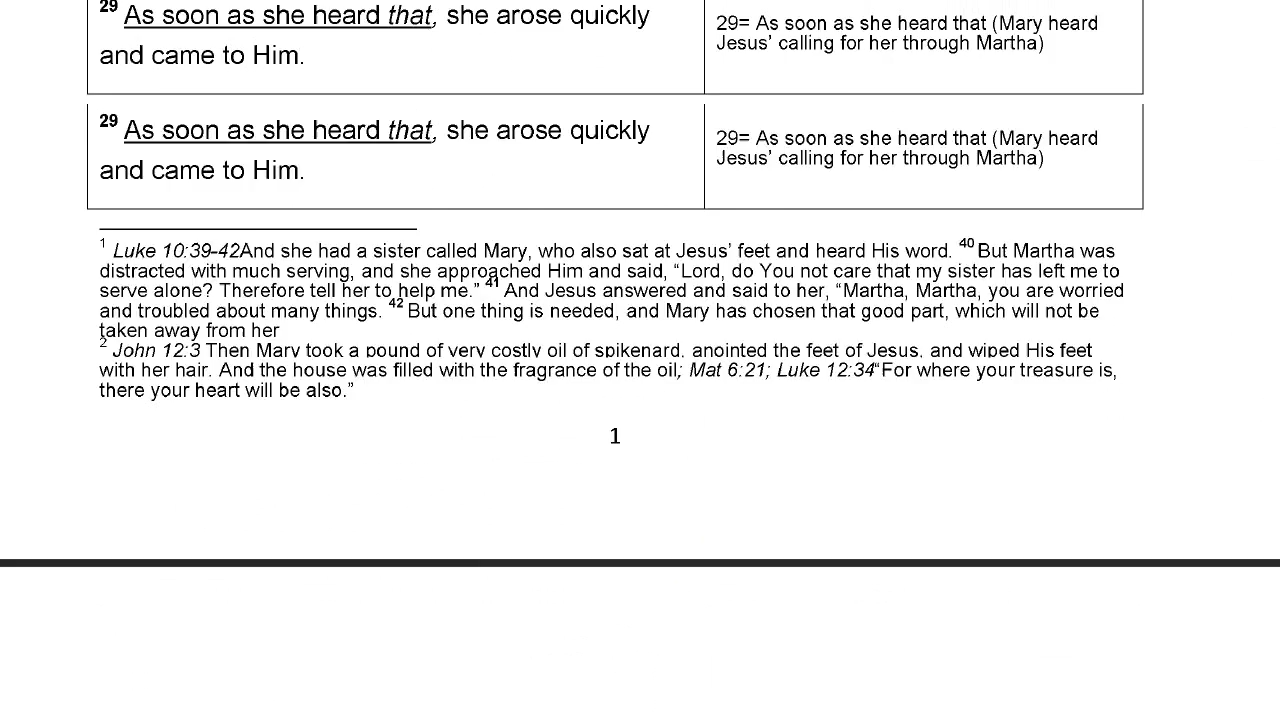 29 As soon as she heard that, she arose quickly
and came to Him.
29= As soon as she heard that (Mary heard
Jesus’ calling for her through Martha)
29 As soon as she heard that, she arose quickly
and came to Him.
29= As soon as she heard that (Mary heard
Jesus’ calling for her through Martha)
1 Luke 10:39-42And she had a sister called Mary, who also sat at Jesus’ feet and heard His word. 40 But Martha was
distracted with much serving, and she approached Him and said, “Lord, do You not care that my sister has left me to
serve alone? Therefore tell her to help me.” 41 And Jesus answered and said to her, “Martha, Martha, you are worried
and troubled about many things. 42 But one thing is needed, and Mary has chosen that good part, which will not be
taken away from her
2 John 12:3 Then Mary took a pound of very costly oil of spikenard, anointed the feet of Jesus, and wiped His feet
with her hair. And the house was filled with the fragrance of the oil; Mat 6:21; Luke 12:34“For where your treasure is,
there your heart will be also.”
1